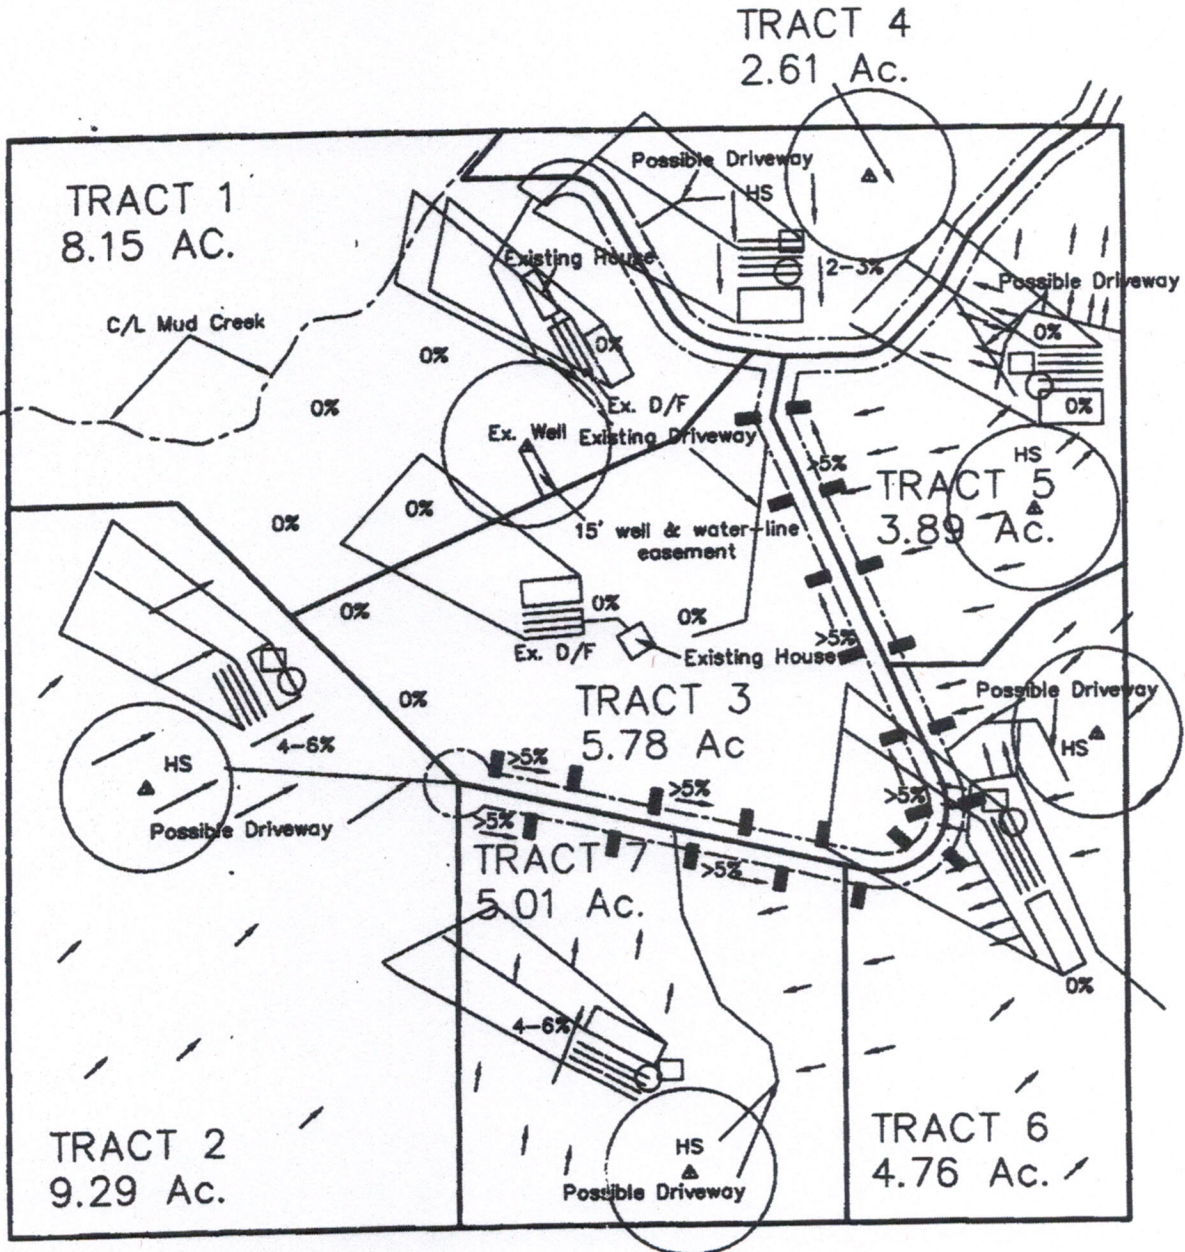 TRACT 4
2.61 Ac.
TRACT 1
8.15 AC.
Possible Driveway
HS
Existing House
2-3%
Possible Driveway
C/L Mud Creek
0%
0%
0%
0%
0%
Ex. D/F
Ex. Well
Existing Driveway
HS
>5%
TRACT 5
3.89 Ac.
0%
0%
15' well & water-line
easement
0%
0%
0%
>5%
Ex. D/F
Existing House
TRACT 3
5.78 Ac
Possible Driveway
HS
0%
4-6%
HS
>5%
>5%
>5%
Possible Driveway
>5%
TRACT 7
5.01 Ac.
>5%
0%
4-6%
TRACT 2
9.29 Ac.
HS
Possible Driveway
TRACT 6
4.76 Ac.